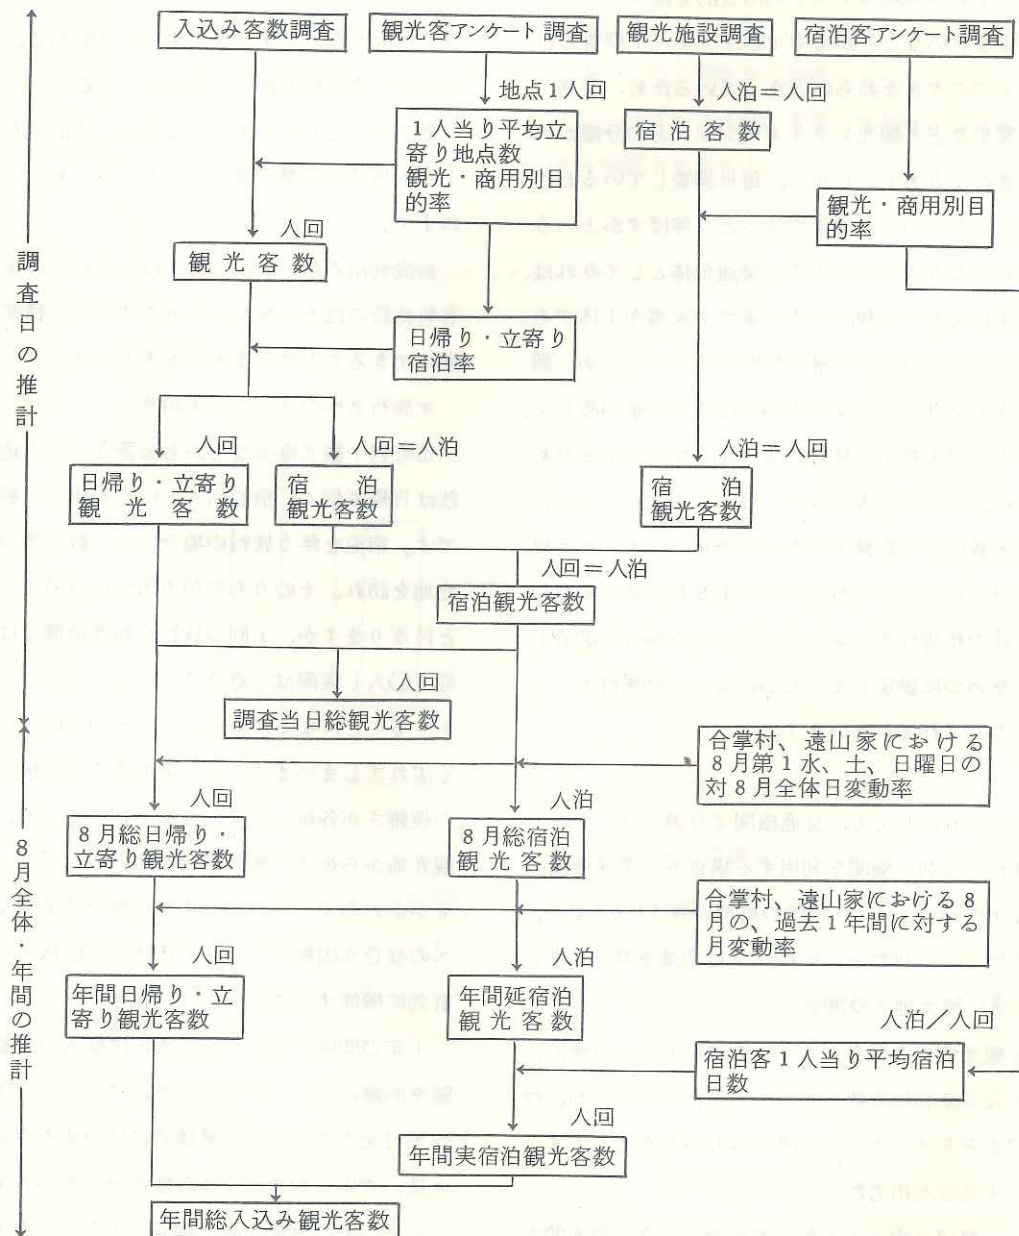 入込み客数調査
観光客アンケート調査
観光施設調査
宿泊客アンケート調査
地点1人回
人泊＝人回
1人当り平均立
寄り地点数
観光・商用別目
的率
宿泊客数
観光・商用別目
的率
人回
観光客数
日帰り・立寄り
宿泊率
調査日の推計
人回
人回＝人泊
人泊＝人回
日帰り・立寄り
観光客数
宿泊
観光客数
宿泊
観光客数
人回＝人泊
宿泊観光客数
人回
調査当日総観光客数
合掌村、遠山家における
8月第1水、土、日曜日の
対8月全体日変動率
人回
人泊
8月総日帰り・
立寄り観光客数
8月総宿泊
観光客数
合掌村、遠山家における8
月の、過去1年間に対する
月変動率
8月全体・年間の推計
人回
人泊
年間日帰り・立
寄り観光客数
年間延宿泊
観光客数
人泊／人回
宿泊客1人当り平均宿泊
日数
人回
年間実宿泊観光客数
年間総入込み観光客数